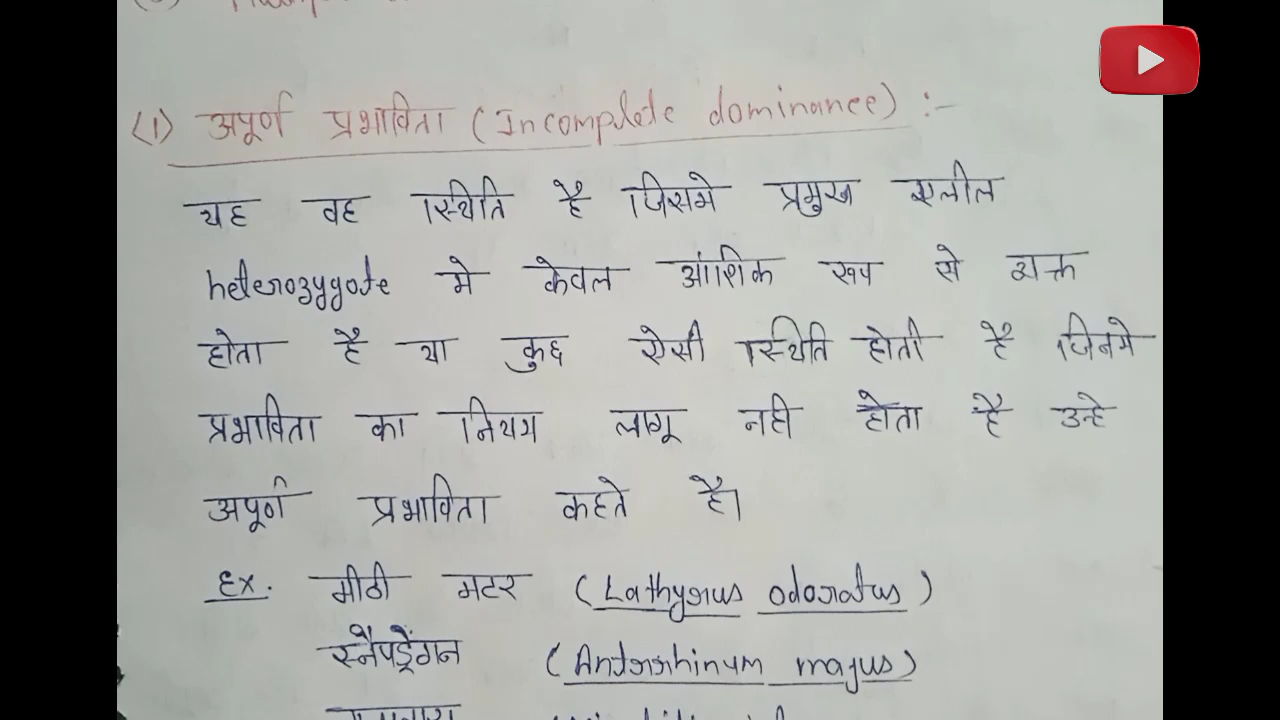 (1) अपूर्ण प्रभाविता (Incomplete dominance) :-
यह वह स्थिति है जिसमे प्रमुख एलील
heterozygote मे केवल आंशिक रूप से व्यक्त
होता है या कुछ ऐसी स्थिति होती है जिनमे
प्रभाविता का नियम लागू नही होता है उन्हे
अपूर्ण प्रभाविता कहते है।
Ex. मीठी मटर (Lathyrus odoratus)
स्नैपड्रेगन (Antirrhinum majus)